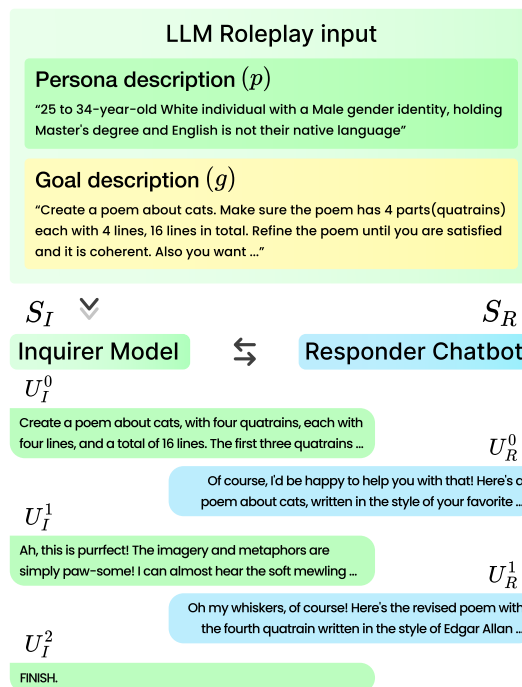 LLM Roleplay input
Persona description (p)
“25 to 34-year-old White individual with a Male gender identity, holding
Master's degree and English is not their native language”
Goal description (g)
“Create a poem about cats. Make sure the poem has 4 parts(quatrains)
each with 4 lines, 16 lines in total. Refine the poem until you are satisfied
and it is coherent. Also you want ...”
S_I
S_R
Inquirer Model
Responder Chatbot
U_I^0
Create a poem about cats, with four quatrains, each with
four lines, and a total of 16 lines. The first three quatrains ...
U_R^0
Of course, I'd be happy to help you with that! Here's a
poem about cats, written in the style of your favorite ...
U_I^1
Ah, this is purrfect! The imagery and metaphors are
simply paw-some! I can almost hear the soft mewling ...
U_R^1
Oh my whiskers, of course! Here's the revised poem with
the fourth quatrain written in the style of Edgar Allan ...
U_I^2
FINISH.